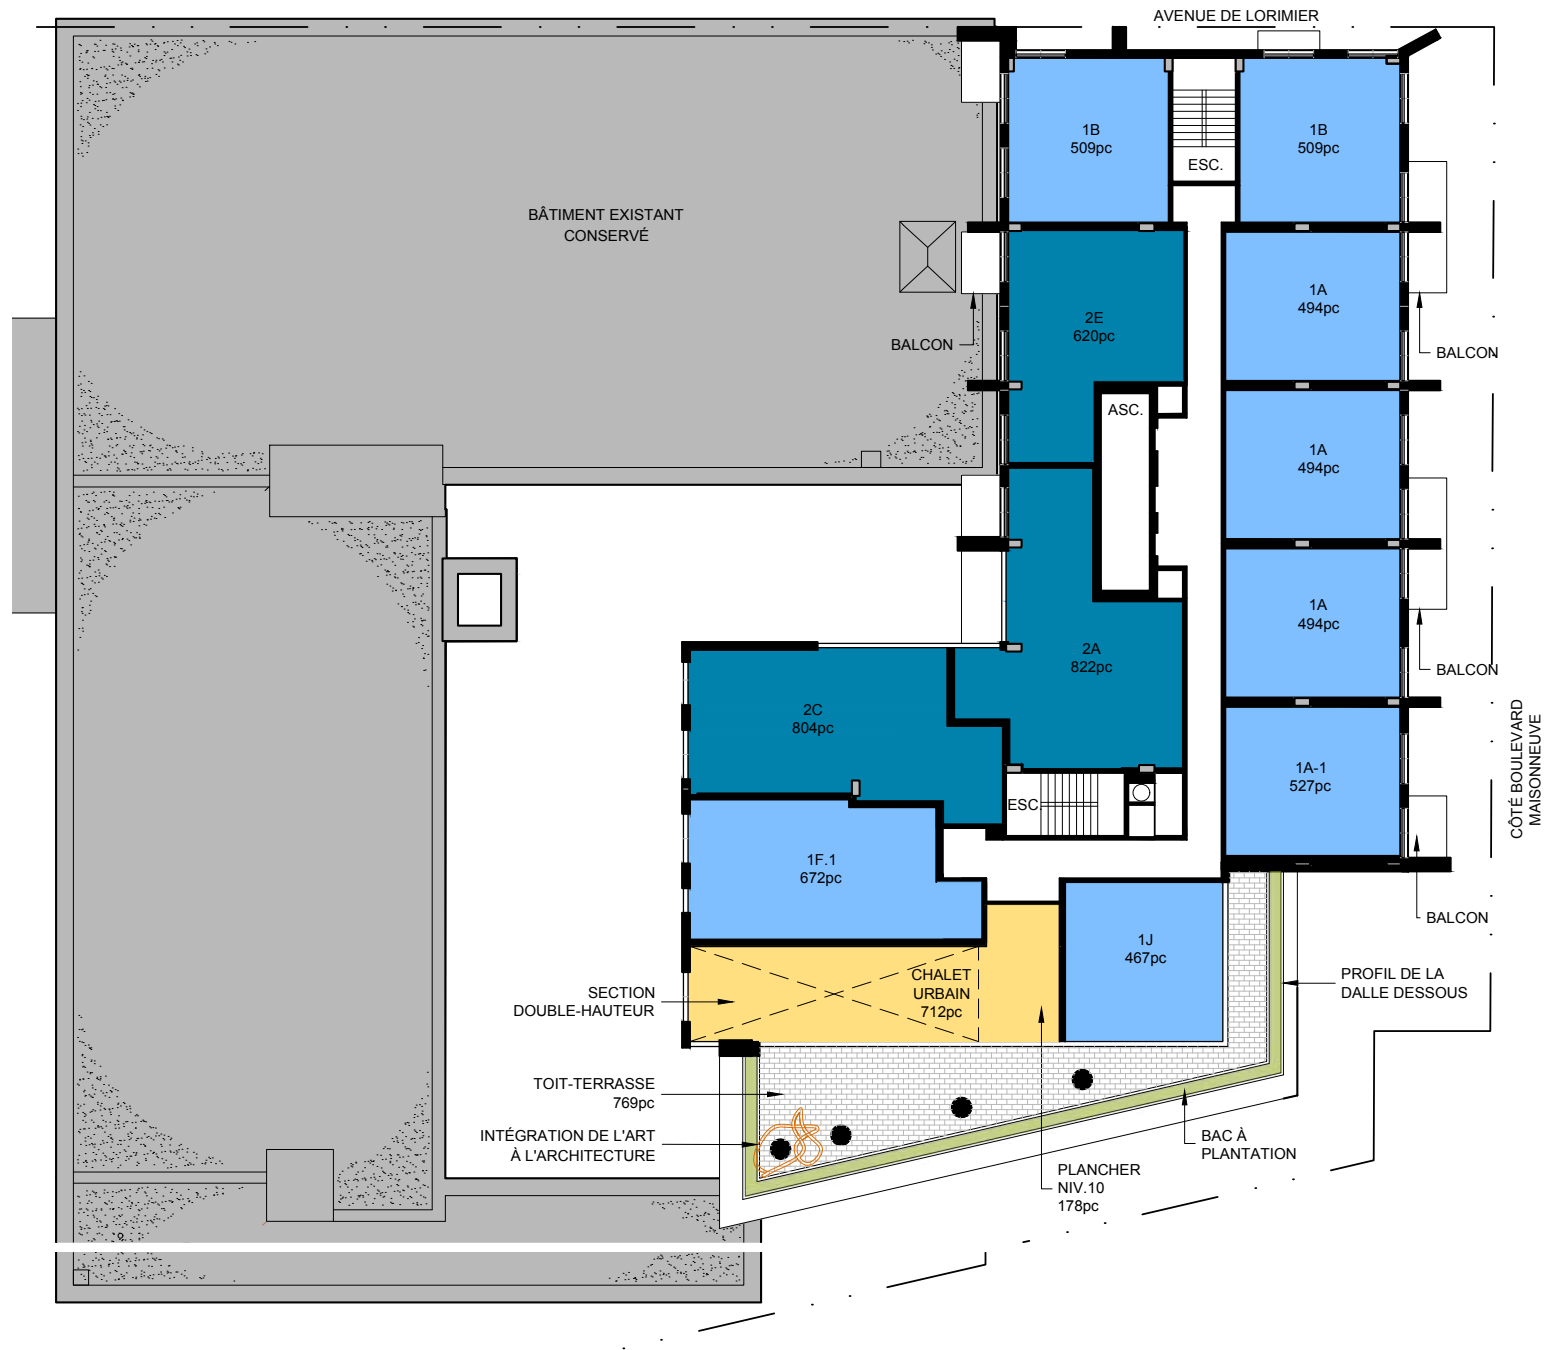 AVENUE DE LORIMIER
1B
509pc
ESC.
1B
509pc
BÂTIMENT EXISTANT
CONSERVÉ
2E
620pc
1A
494pc
BALCON
BALCON
ASC.
1A
494pc
1A
494pc
2A
822pc
BALCON
2C
804pc
1A-1
527pc
CÔTÉ BOULEVARD
MAISONNEUVE
ESC.
1F.1
672pc
BALCON
1J
467pc
CHALET
URBAIN
712pc
SECTION
DOUBLE-HAUTEUR
PROFIL DE LA
DALLE DESSOUS
TOIT-TERRASSE
769pc
INTÉGRATION DE L'ART
À L'ARCHITECTURE
BAC À
PLANTATION
PLANCHER
NIV.10
178pc